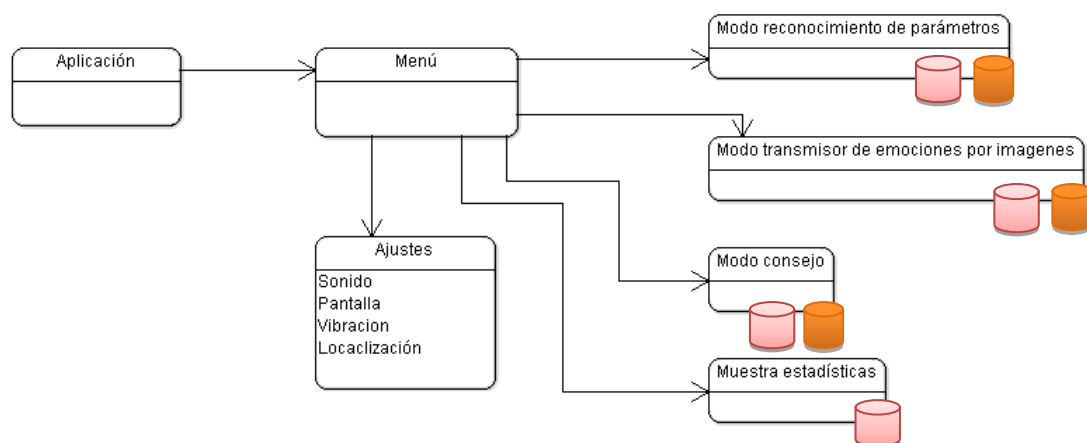 Aplicación
Menú
Modo reconocimiento de parámetros
Modo transmisor de emociones por imagenes
Ajustes
Sonido
Pantalla
Vibracion
Locaclización
Modo consejo
Muestra estadísticas